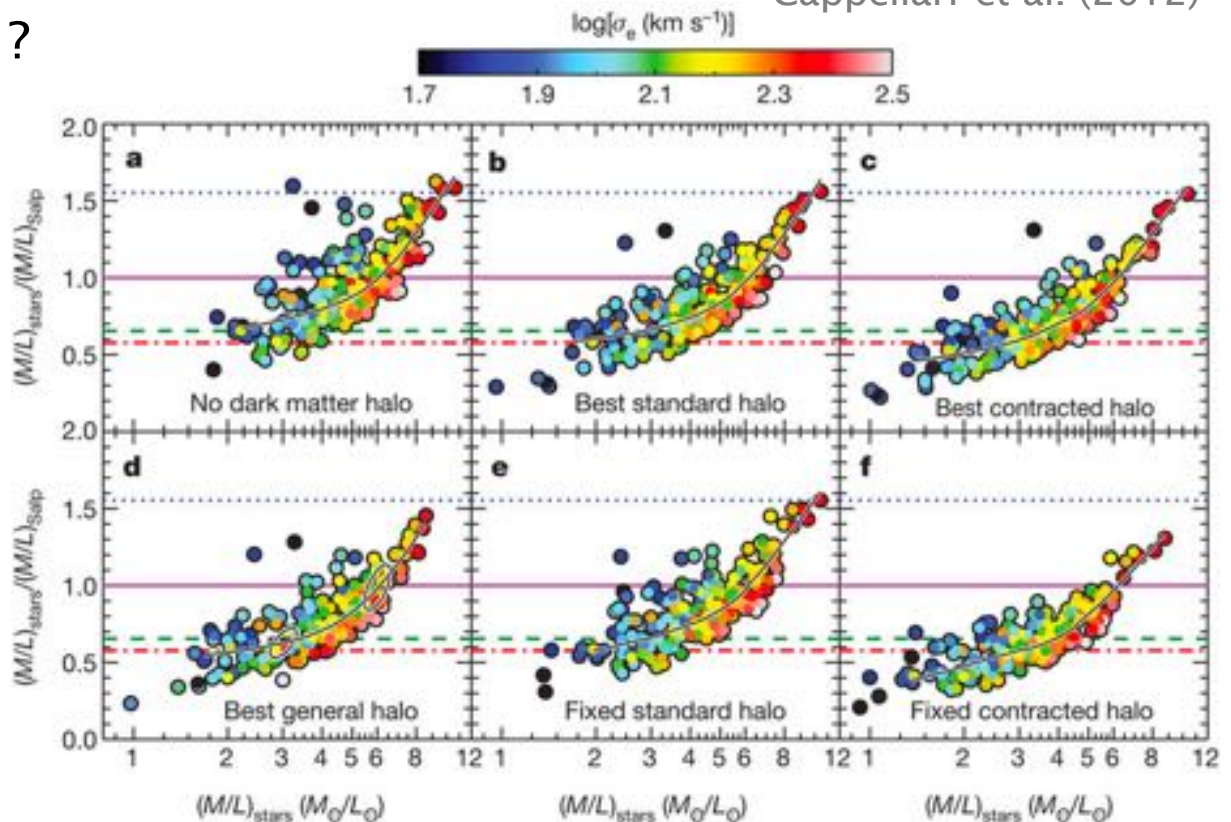 Cappellari et al. (2012)
?
log[σe (km s–1)]
1.7 1.9 2.1 2.3 2.5
2.0 1.5 1.0 0.5 2.0
(M/L)stars/(M/L)Salp
a
No dark matter halo
b
Best standard halo
c
Best contracted halo
1.5 1.0 0.5 0.0
(M/L)stars/(M/L)Salp
d
Best general halo
e
Fixed standard halo
f
Fixed contracted halo
1 2 3 4 5 6 8 12 1 2 3 4 5 6 8 12 1 2 3 4 5 6 8 12
(M/L)stars (M⊙/L⊙) (M/L)stars (M⊙/L⊙) (M/L)stars (M⊙/L⊙)